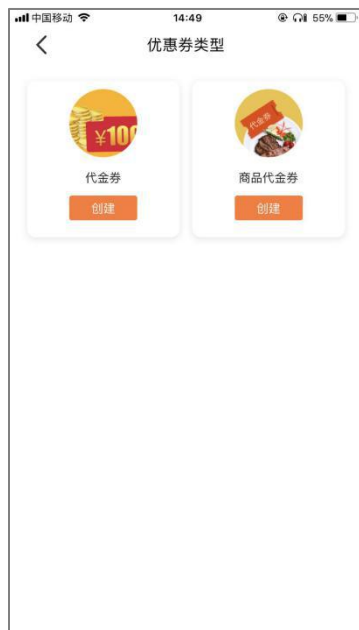 中国移动 14:49 55%
优惠券类型
¥100
代金券
代金券
商品代金券
创建
创建